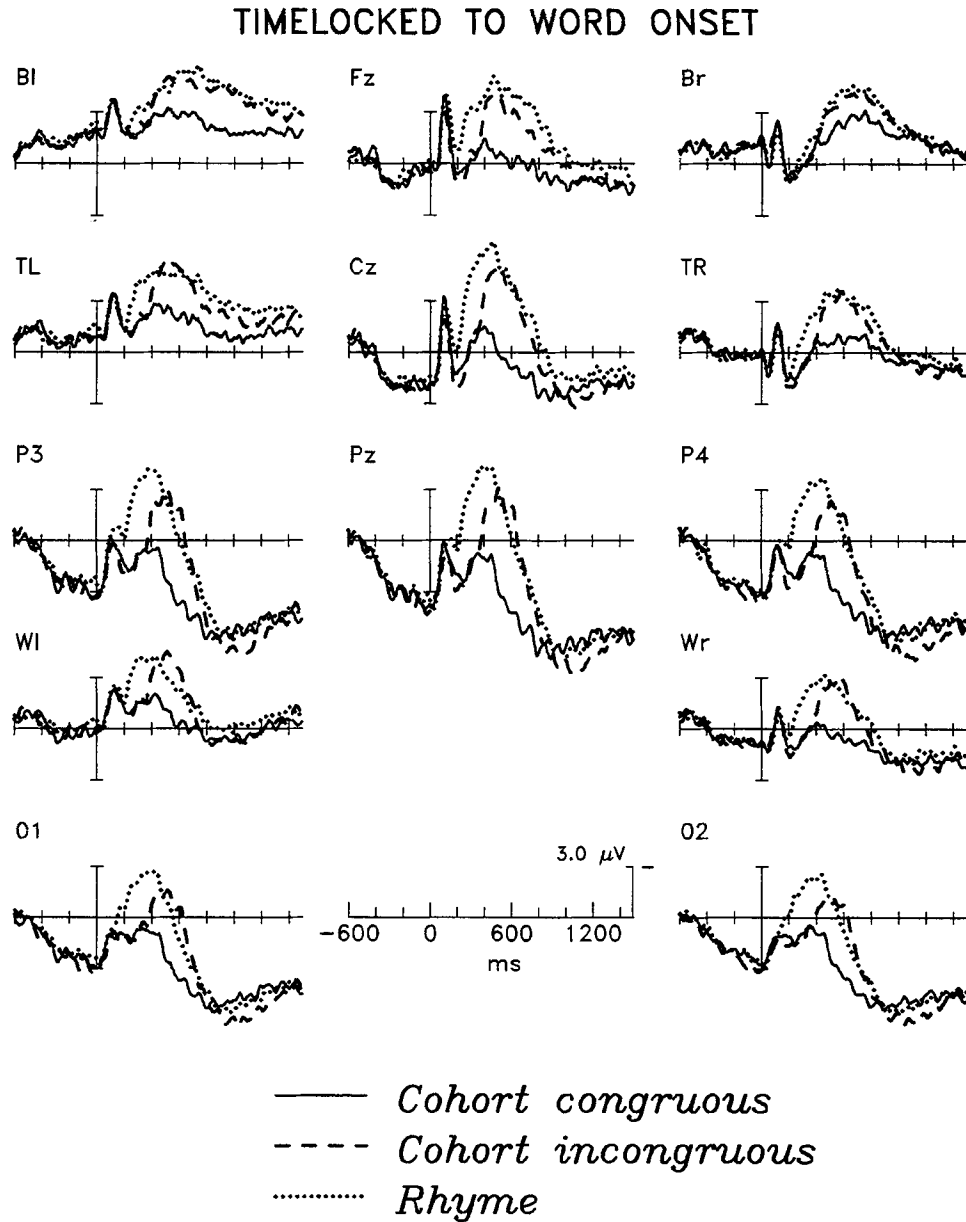 TIMELOCKED TO WORD ONSET
Bl Fz Br
TL Cz TR
P3 Pz P4
Wl Wr
O1 O2
3.0 μV
-600 0 600 1200
ms
Cohort congruous
Cohort incongruous
Rhyme